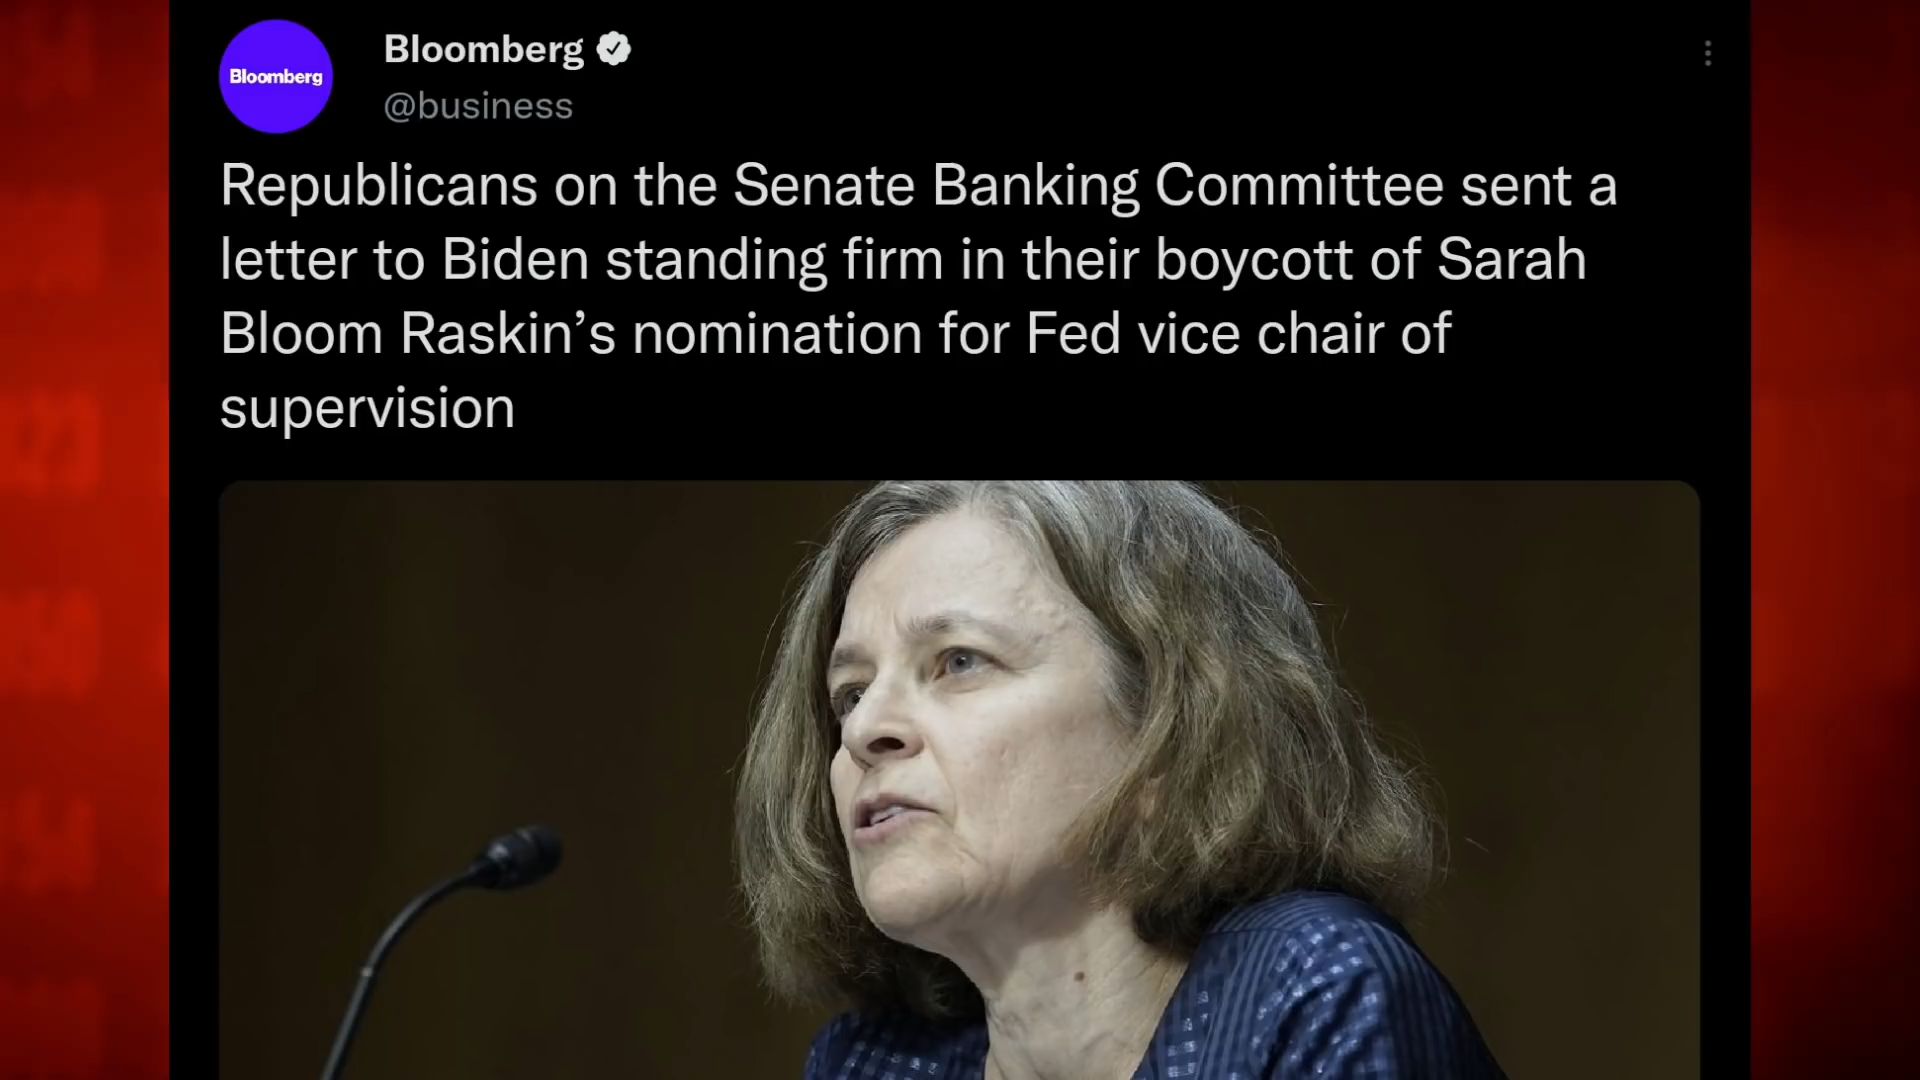 Bloomberg
Bloomberg
@business
Republicans on the Senate Banking Committee sent a
letter to Biden standing firm in their boycott of Sarah
Bloom Raskin’s nomination for Fed vice chair of
supervision